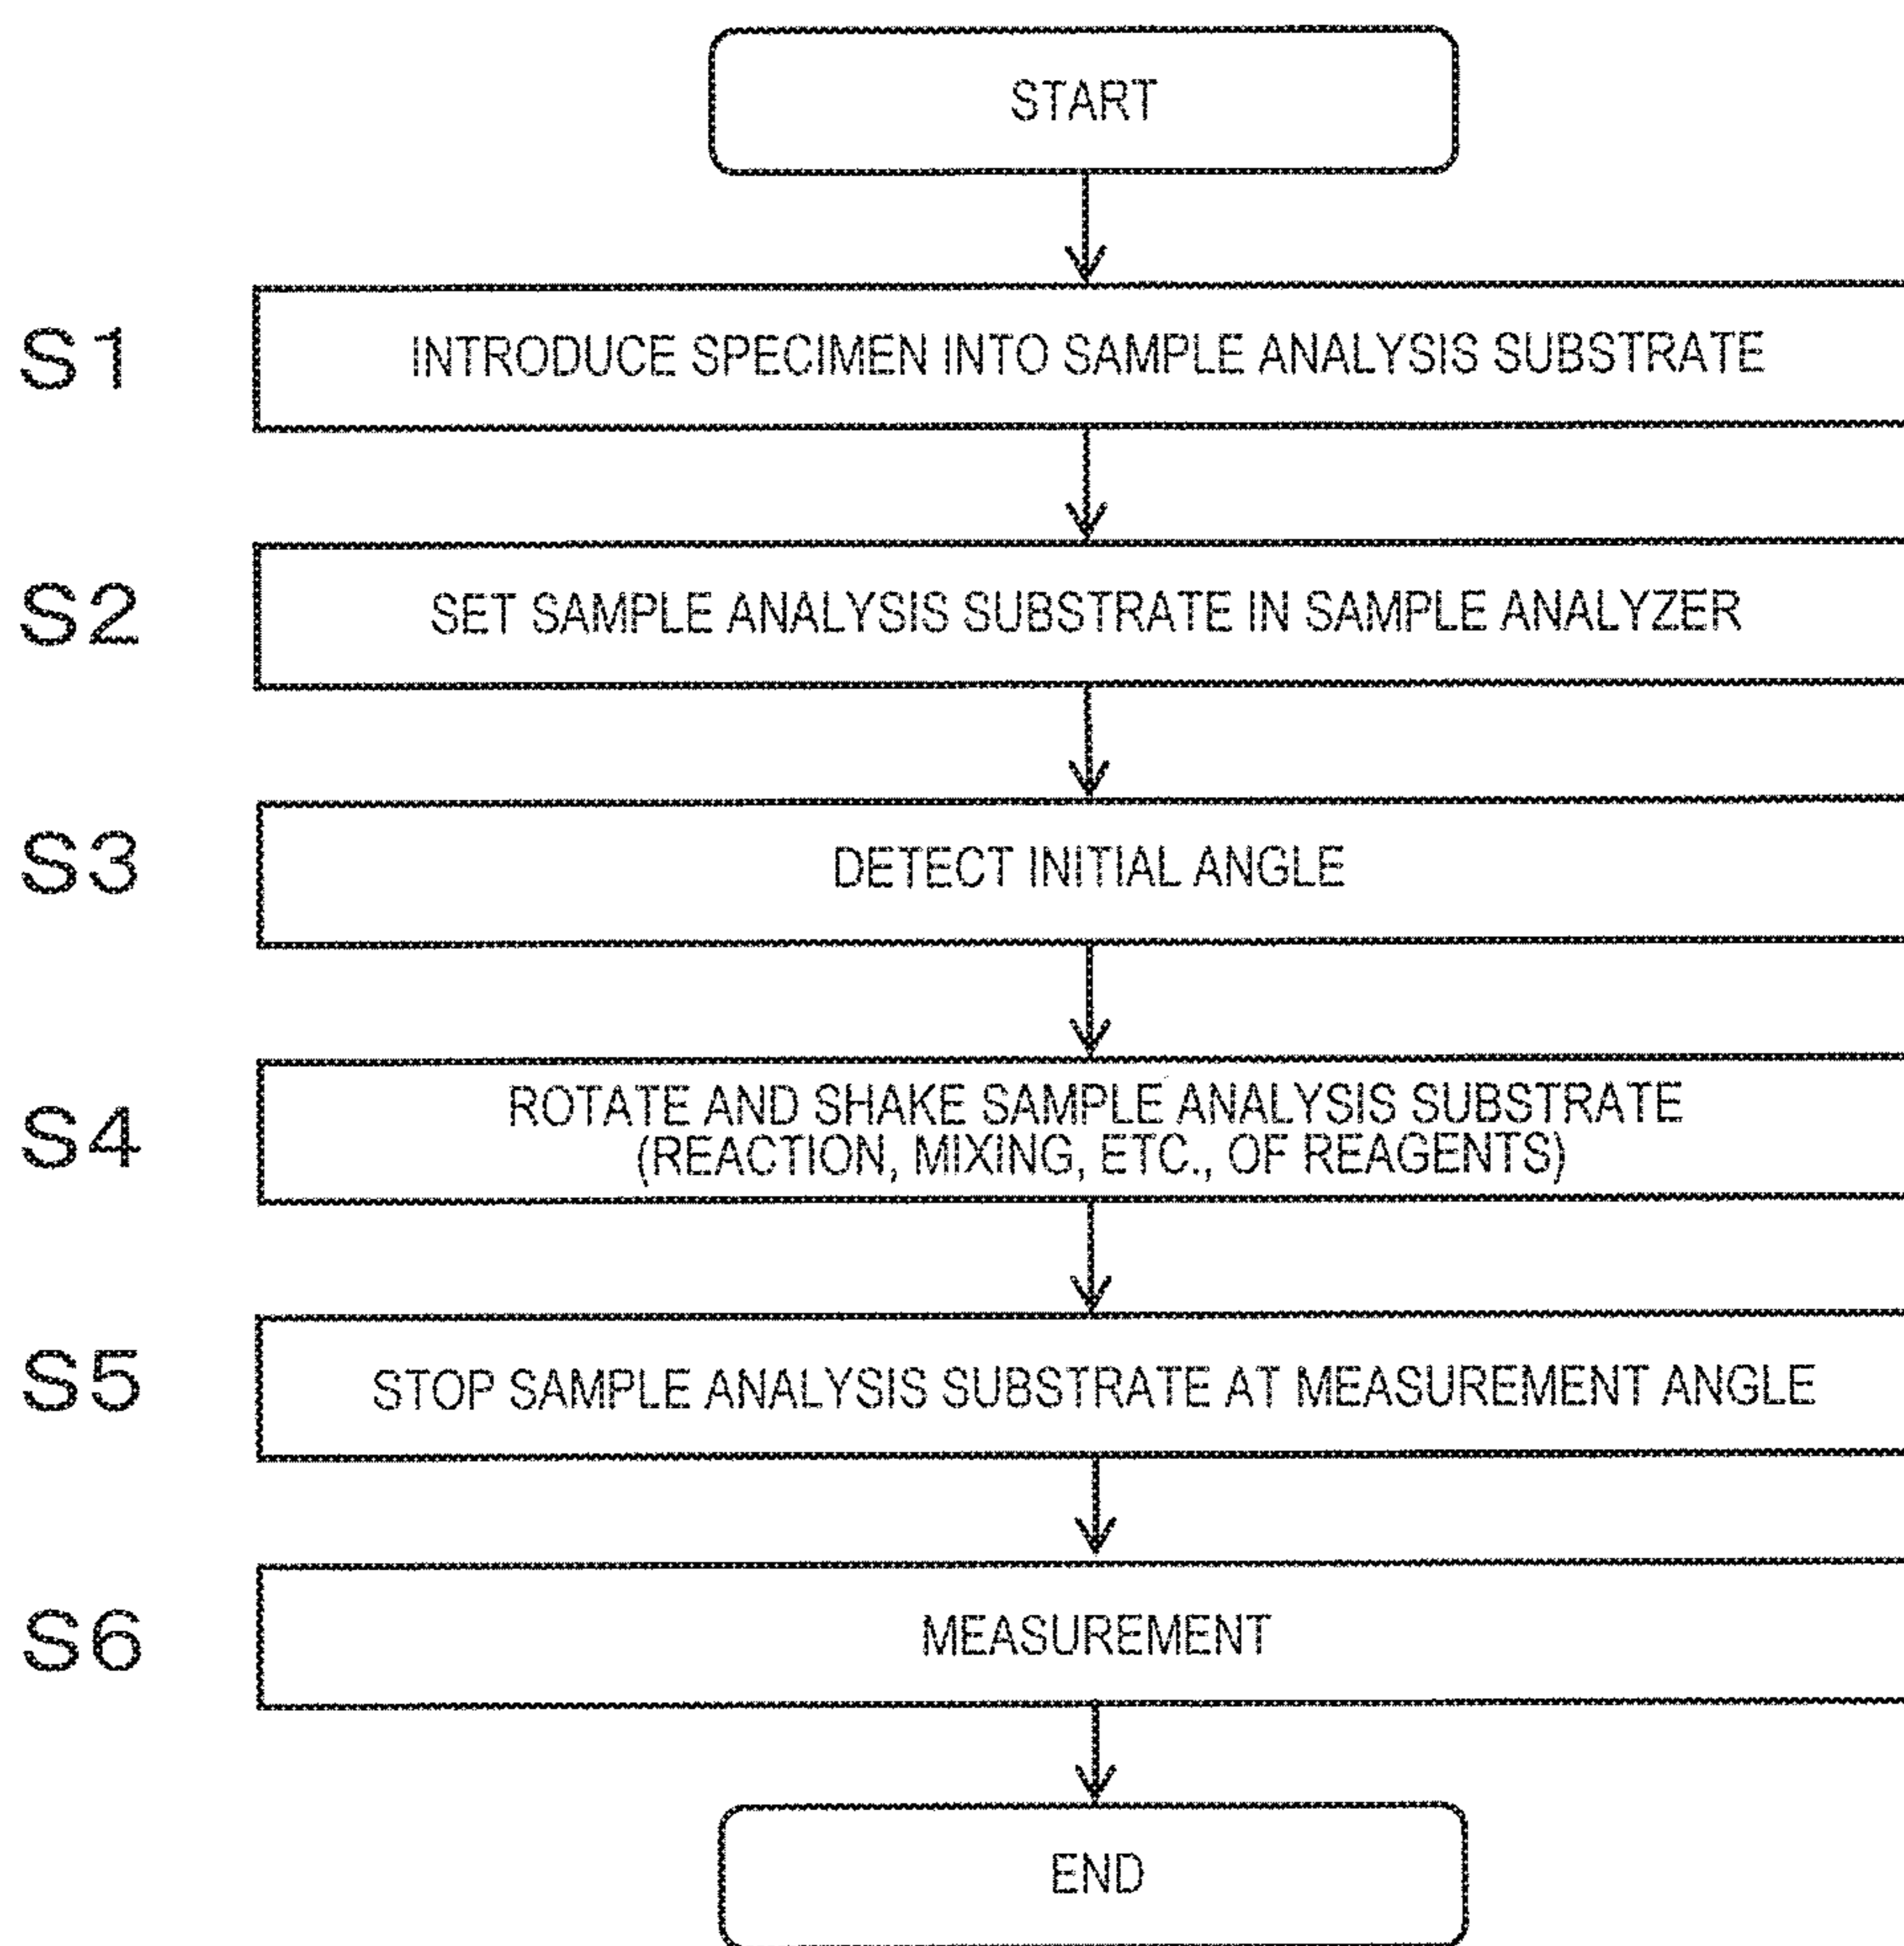 START
S1
INTRODUCE SPECIMEN INTO SAMPLE ANALYSIS SUBSTRATE
S2
SET SAMPLE ANALYSIS SUBSTRATE IN SAMPLE ANALYZER
S3
DETECT INITIAL ANGLE
S4
ROTATE AND SHAKE SAMPLE ANALYSIS SUBSTRATE
(REACTION, MIXING, ETC., OF REAGENTS)
S5
STOP SAMPLE ANALYSIS SUBSTRATE AT MEASUREMENT ANGLE
S6
MEASUREMENT
END